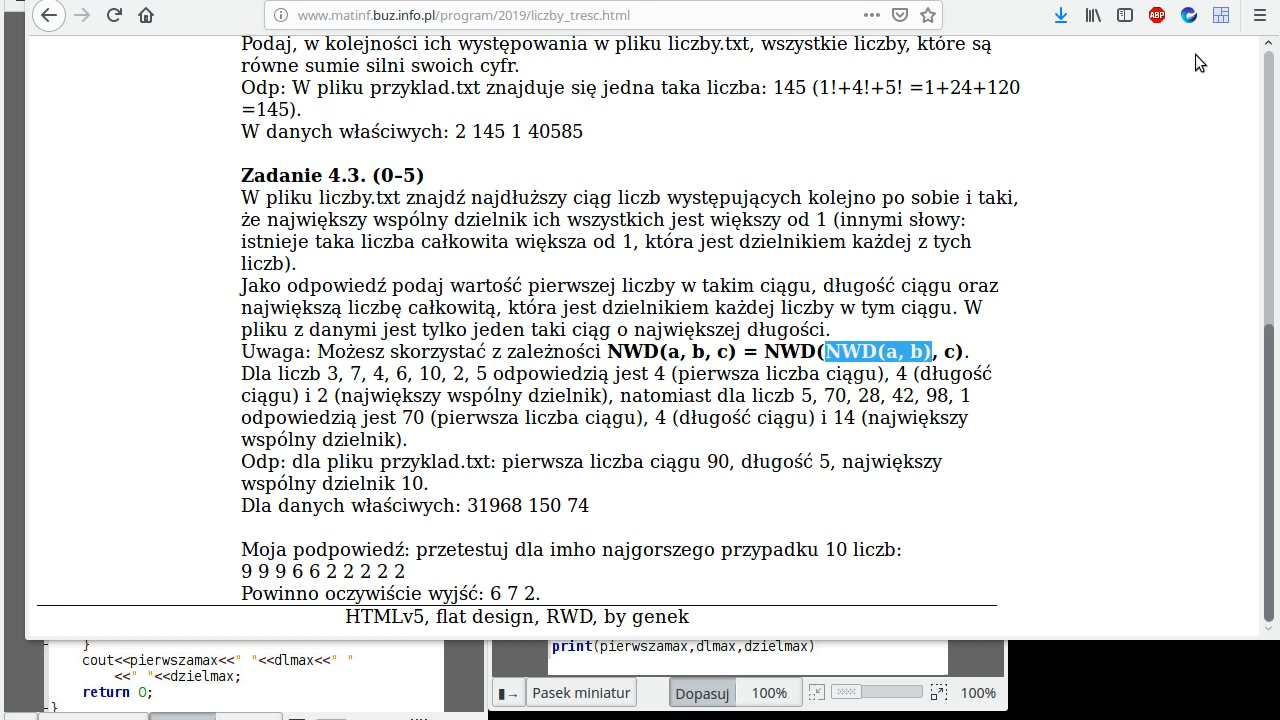 www.matinf.buz.info.pl/program/2019/liczby_tresc.html
Podaj, w kolejności ich występowania w pliku liczby.txt, wszystkie liczby, które są
równe sumie silni swoich cyfr.
Odp: W pliku przyklad.txt znajduje się jedna taka liczba: 145 (1!+4!+5! =1+24+120
=145).
W danych właściwych: 2 145 1 40585
Zadanie 4.3. (0–5)
W pliku liczby.txt znajdź najdłuższy ciąg liczb występujących kolejno po sobie i taki,
że największy wspólny dzielnik ich wszystkich jest większy od 1 (innymi słowy:
istnieje taka liczba całkowita większa od 1, która jest dzielnikiem każdej z tych
liczb).
Jako odpowiedź podaj wartość pierwszej liczby w takim ciągu, długość ciągu oraz
największą liczbę całkowitą, która jest dzielnikiem każdej liczby w tym ciągu. W
pliku z danymi jest tylko jeden taki ciąg o największej długości.
Uwaga: Możesz skorzystać z zależności NWD(a, b, c) = NWD(NWD(a, b), c).
Dla liczb 3, 7, 4, 6, 10, 2, 5 odpowiedzią jest 4 (pierwsza liczba ciągu), 4 (długość
ciągu) i 2 (największy wspólny dzielnik), natomiast dla liczb 5, 70, 28, 42, 98, 1
odpowiedzią jest 70 (pierwsza liczba ciągu), 4 (długość ciągu) i 14 (największy
wspólny dzielnik).
Odp: dla pliku przyklad.txt: pierwsza liczba ciągu 90, długość 5, największy
wspólny dzielnik 10.
Dla danych właściwych: 31968 150 74
Moja podpowiedź: przetestuj dla imho najgorszego przypadku 10 liczb:
9 9 9 6 6 2 2 2 2 2
Powinno oczywiście wyjść: 6 7 2.
HTMLv5, flat design, RWD, by genek
}
cout<<pierwszamax<<" "<<dlmax<<" "
<<" "<<dzielmax;
return 0;
}
print(pierwszamax,dlmax,dzielmax)
Pasek miniatur
Dopasuj
100%
100%
ABP